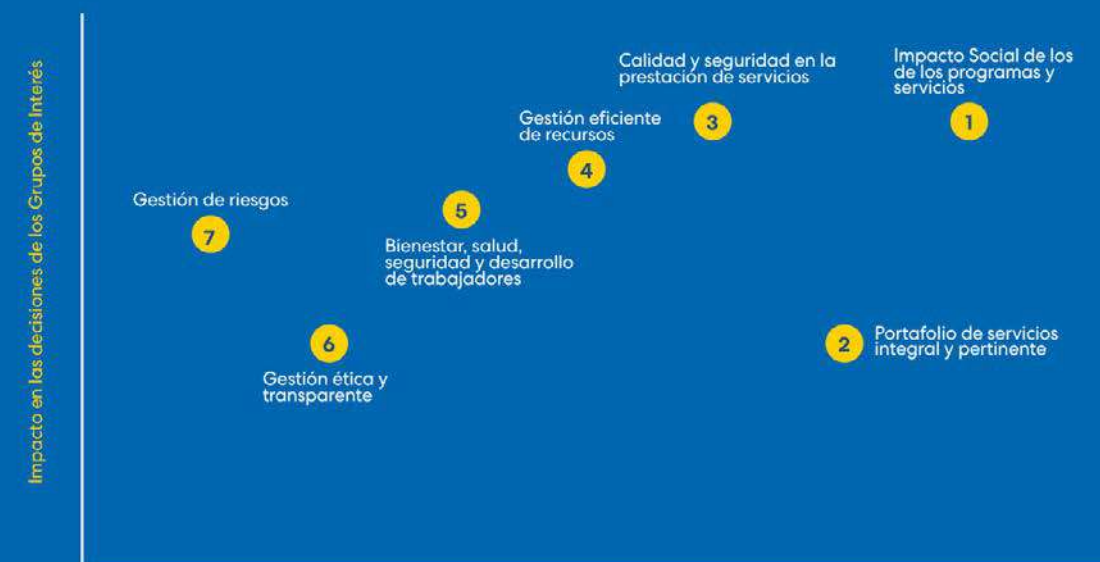 Impacto en las decisiones de los Grupos de Interés
Impacto Social de los
de los programas y
servicios
1
Calidad y seguridad en la
prestación de servicios
3
Gestión eficiente
de recursos
4
Gestión de riesgos
7
5
Bienestar, salud,
seguridad y desarrollo
de trabajadores
6
Gestión ética y
transparente
2
Portafolio de servicios
integral y pertinente